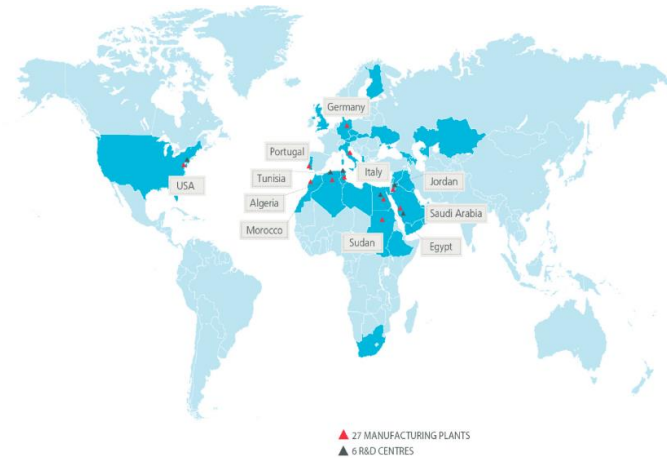 Germany
Portugal
Italy
Tunisia
Jordan
USA
Algeria
Saudi Arabia
Morocco
Sudan
Egypt
27 MANUFACTURING PLANTS
6 R&D CENTRES